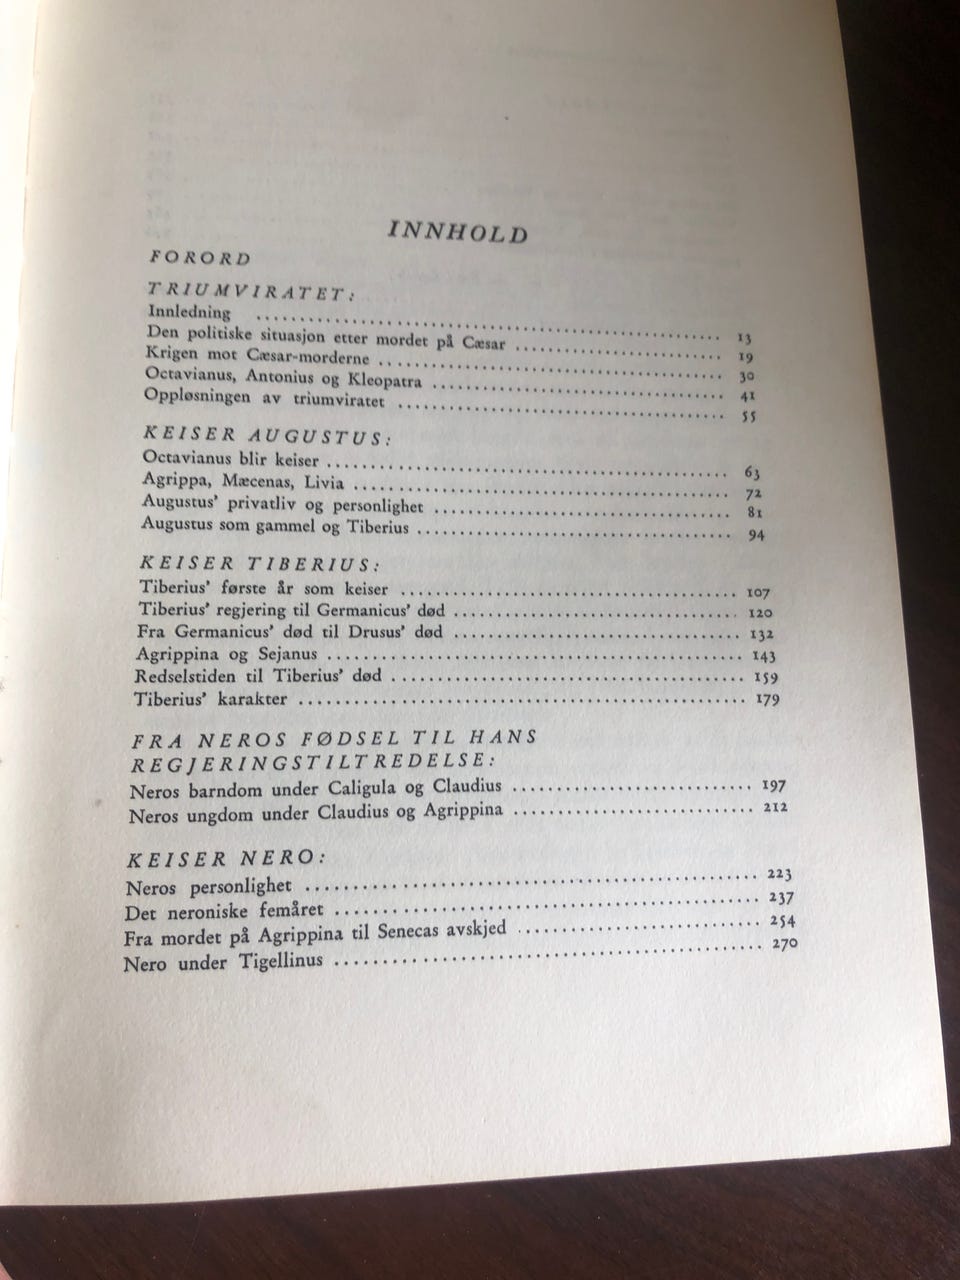 INNHOLD
FORORD
TRIUMVIRATET:
Innledning ........................................ 13
Den politiske situasjon etter mordet på Cæsar .................... 19
Krigen mot Cæsar-morderne .................................. 30
Octavianus, Antonius og Kleopatra ............................ 41
Oppløsningen av triumviratet ................................ 55
KEISER AUGUSTUS:
Octavianus blir keiser ........................................ 63
Agrippa, Mæcenas, Livia ...................................... 72
Augustus’ privatliv og personlighet .............................. 81
Augustus som gammel og Tiberius .............................. 94
KEISER TIBERIUS:
Tiberius’ første år som keiser .................................. 107
Tiberius’ regjering til Germanicus’ død .......................... 120
Fra Germanicus’ død til Drusus’ død ............................ 132
Agrippina og Sejanus ........................................ 143
Redselstiden til Tiberius’ død .................................. 159
Tiberius’ karakter .......................................... 179
FRA NEROS FØDSEL TIL HANS
REGJERINGSTILTREDELSE:
Neros barndom under Caligula og Claudius ...................... 197
Neros ungdom under Claudius og Agrippina ...................... 212
KEISER NERO:
Neros personlighet .......................................... 223
Det neroniske femåret ........................................ 237
Fra mordet på Agrippina til Senecas avskjed ...................... 254
Nero under Tigellinus ........................................ 270